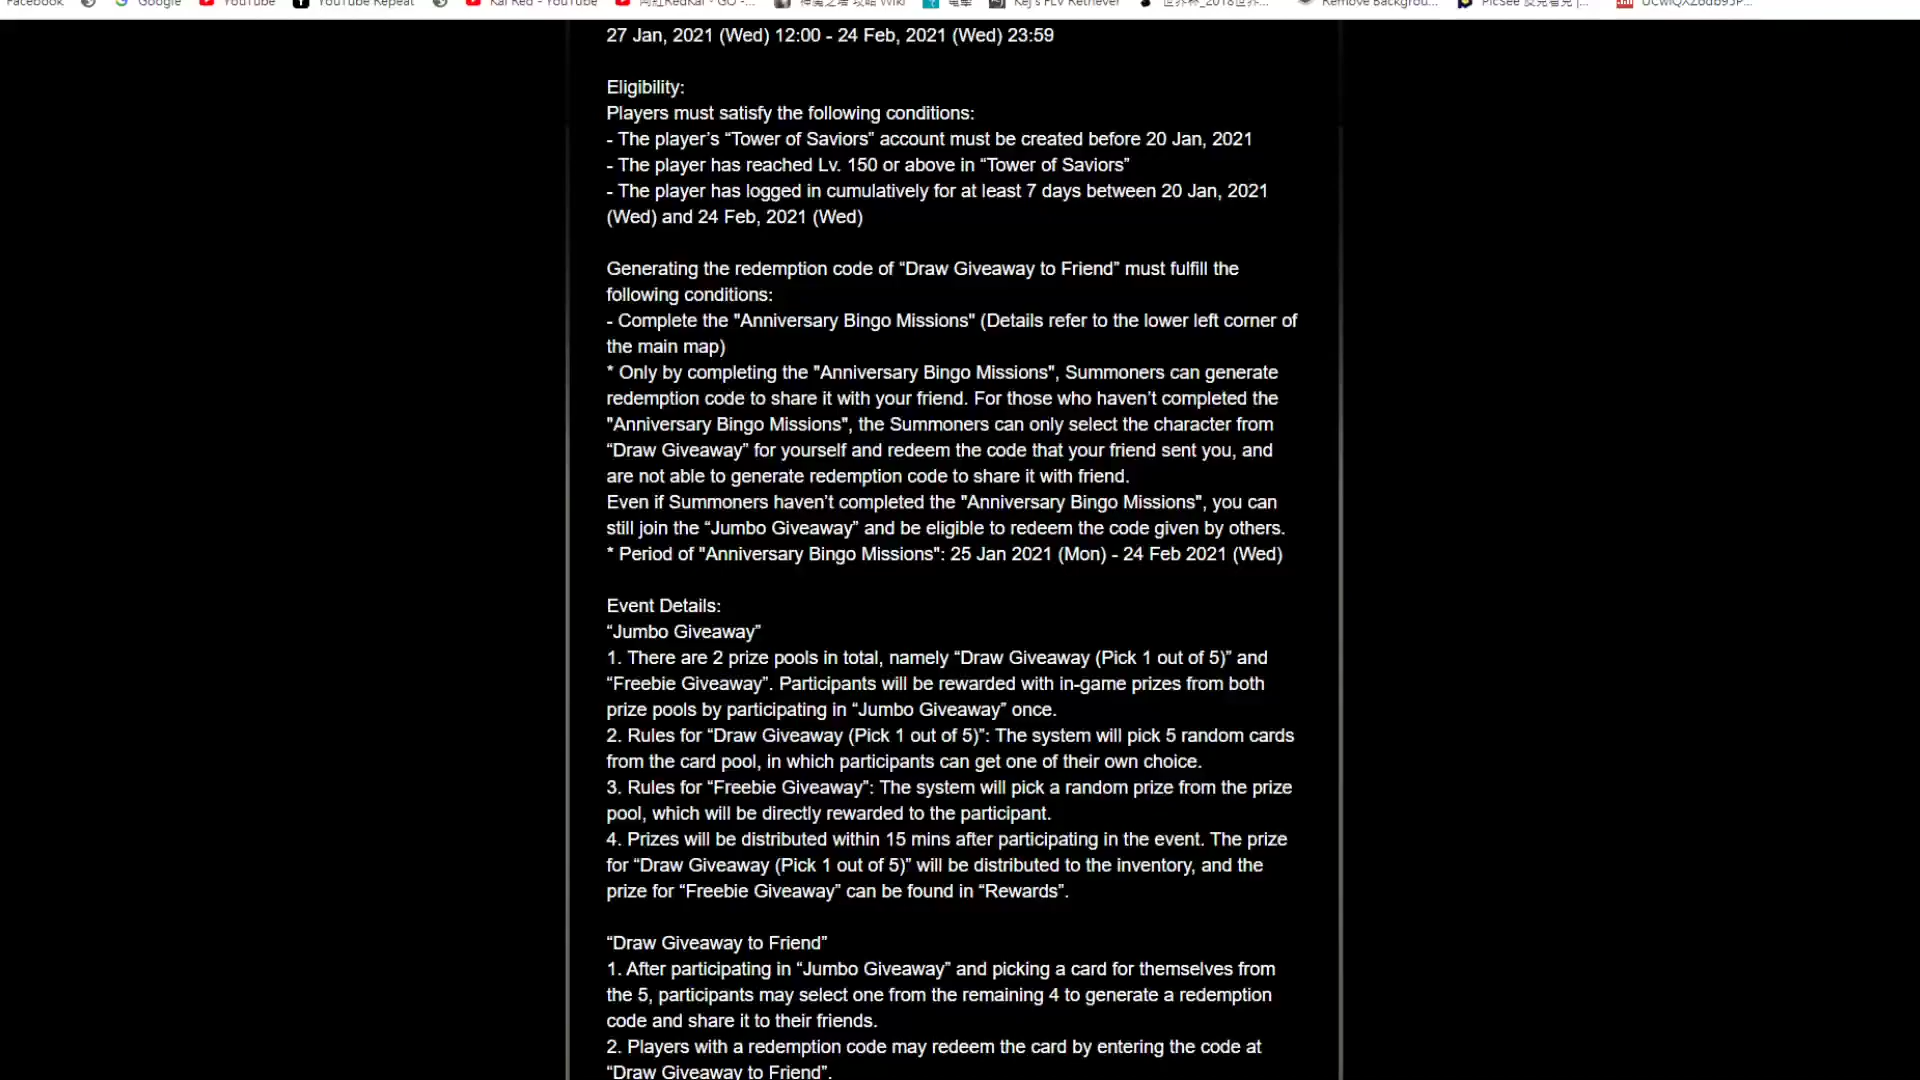 Facebook Google YouTube YouTube Repeat Kai Red - YouTube 神魔之塔 攻略 Wiki Kej's FLV Retriever Remove Backgrou...
27 Jan, 2021 (Wed) 12:00 - 24 Feb, 2021 (Wed) 23:59
Eligibility:
Players must satisfy the following conditions:
- The player’s “Tower of Saviors” account must be created before 20 Jan, 2021
- The player has reached Lv. 150 or above in “Tower of Saviors”
- The player has logged in cumulatively for at least 7 days between 20 Jan, 2021
(Wed) and 24 Feb, 2021 (Wed)
Generating the redemption code of “Draw Giveaway to Friend” must fulfill the
following conditions:
- Complete the "Anniversary Bingo Missions" (Details refer to the lower left corner of
the main map)
* Only by completing the "Anniversary Bingo Missions", Summoners can generate
redemption code to share it with your friend. For those who haven’t completed the
"Anniversary Bingo Missions", the Summoners can only select the character from
“Draw Giveaway” for yourself and redeem the code that your friend sent you, and
are not able to generate redemption code to share it with friend.
Even if Summoners haven’t completed the "Anniversary Bingo Missions", you can
still join the “Jumbo Giveaway” and be eligible to redeem the code given by others.
* Period of "Anniversary Bingo Missions": 25 Jan 2021 (Mon) - 24 Feb 2021 (Wed)
Event Details:
“Jumbo Giveaway”
1. There are 2 prize pools in total, namely “Draw Giveaway (Pick 1 out of 5)” and
“Freebie Giveaway”. Participants will be rewarded with in-game prizes from both
prize pools by participating in “Jumbo Giveaway” once.
2. Rules for “Draw Giveaway (Pick 1 out of 5)”: The system will pick 5 random cards
from the card pool, in which participants can get one of their own choice.
3. Rules for “Freebie Giveaway”: The system will pick a random prize from the prize
pool, which will be directly rewarded to the participant.
4. Prizes will be distributed within 15 mins after participating in the event. The prize
for “Draw Giveaway (Pick 1 out of 5)” will be distributed to the inventory, and the
prize for “Freebie Giveaway” can be found in “Rewards”.
“Draw Giveaway to Friend”
1. After participating in “Jumbo Giveaway” and picking a card for themselves from
the 5, participants may select one from the remaining 4 to generate a redemption
code and share it to their friends.
2. Players with a redemption code may redeem the card by entering the code at
“Draw Giveaway to Friend”.